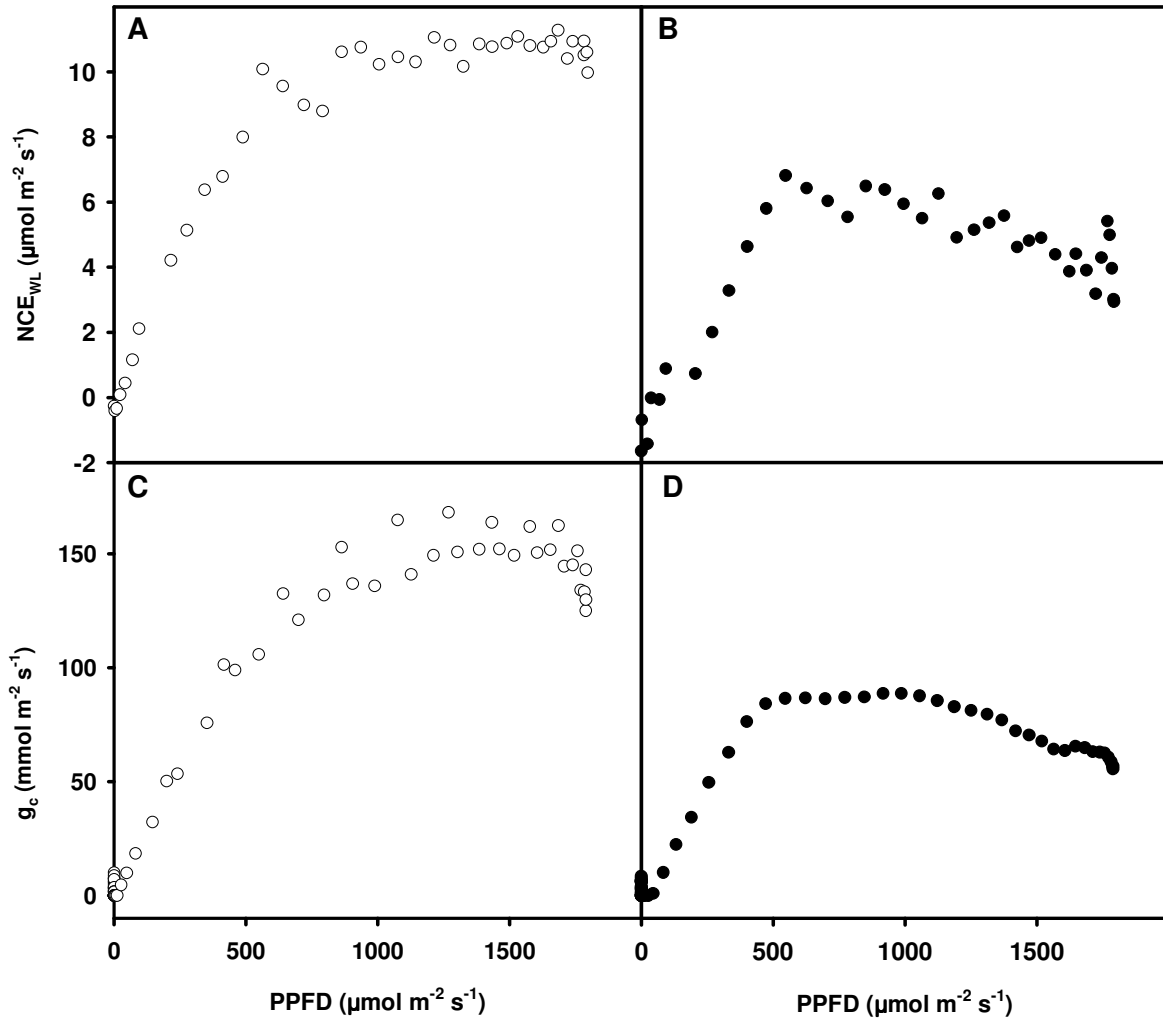 A
B
10
8
6
4
2
0
-2
NCE_WL (µmol m⁻² s⁻¹)
C
D
150
100
50
0
g_c (mmol m⁻² s⁻¹)
0 500 1000 1500 0 500 1000 1500
PPFD (µmol m⁻² s⁻¹) PPFD (µmol m⁻² s⁻¹)